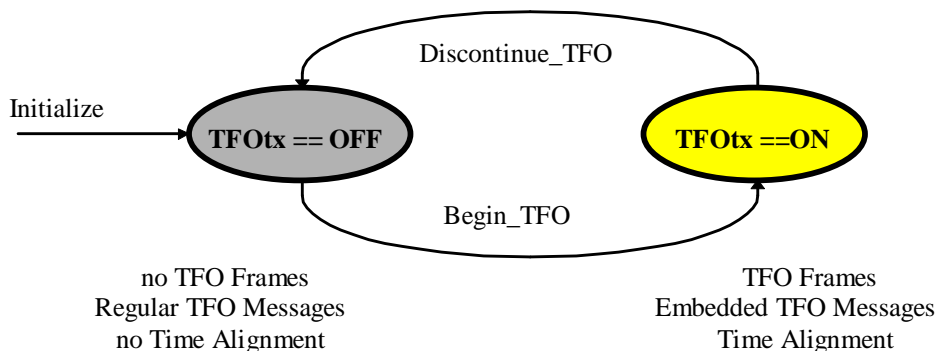 Discontinue_TFO
Initialize
TFOtx == OFF
TFOtx ==ON
Begin_TFO
no TFO Frames
Regular TFO Messages
no Time Alignment
TFO Frames
Embedded TFO Messages
Time Alignment